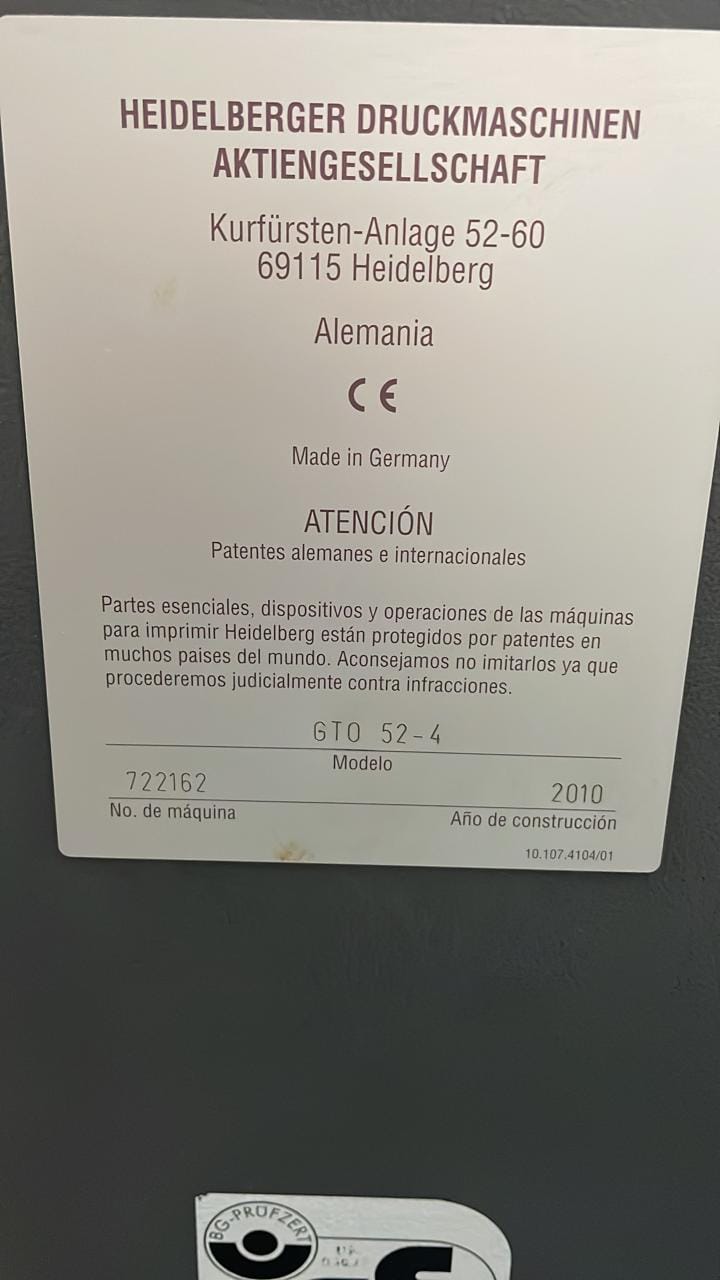 HEIDELBERGER DRUCKMASCHINEN
AKTIENGESELLSCHAFT
Kurfürsten-Anlage 52-60
69115 Heidelberg
Alemania
CE
Made in Germany
ATENCIÓN
Patentes alemanes e internacionales
Partes esenciales, dispositivos y operaciones de las máquinas
para imprimir Heidelberg están protegidos por patentes en
muchos paises del mundo. Aconsejamos no imitarlos ya que
procederemos judicialmente contra infracciones.
GTO 52-4
Modelo
722162 2010
No. de máquina Año de construcción
10.107.4104/01
BG-PRÜFZERT